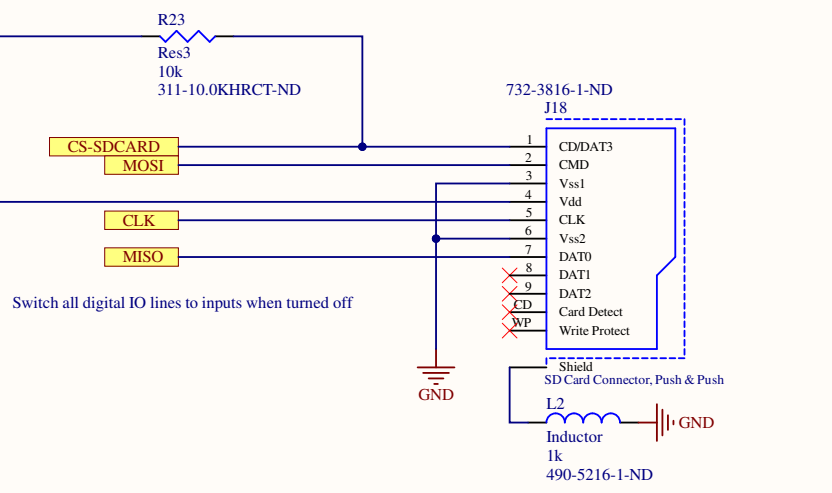 R23
Res3
10k
311-10.0KHRCT-ND
732-3816-1-ND
J18
CS-SDCARD
MOSI
CLK
MISO
1 CD/DAT3
2 CMD
3 Vss1
4 Vdd
5 CLK
6 Vss2
7 DAT0
8 DAT1
9 DAT2
CD Card Detect
WP Write Protect
Switch all digital IO lines to inputs when turned off
Shield
SD Card Connector, Push & Push
GND
L2
GND
Inductor
1k
490-5216-1-ND